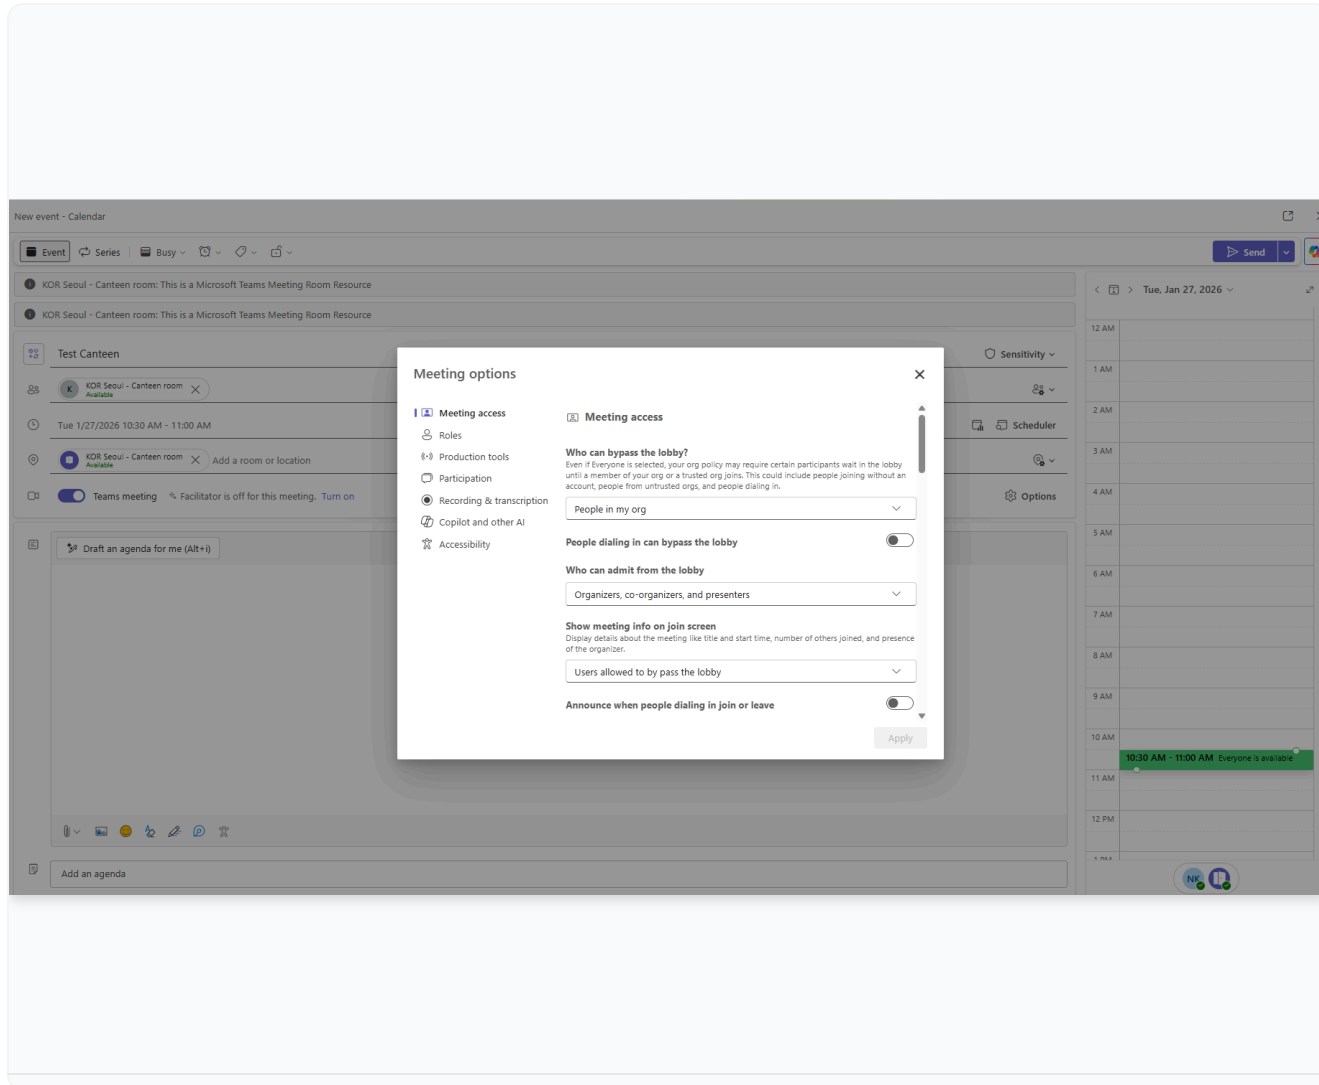 New event - Calendar
Event Series Busy Send
KOR Seoul - Canteen room: This is a Microsoft Teams Meeting Room Resource
KOR Seoul - Canteen room: This is a Microsoft Teams Meeting Room Resource
Test Canteen
Sensitivity
K KOR Seoul - Canteen room
Available
Tue 1/27/2026 10:30 AM - 11:00 AM
Scheduler
KOR Seoul - Canteen room
Available
Add a room or location
Teams meeting Facilitator is off for this meeting. Turn on
Options
Draft an agenda for me (Alt+i)
Add an agenda
Meeting options
Meeting access
Roles
Production tools
Participation
Recording & transcription
Copilot and other AI
Accessibility
Meeting access
Who can bypass the lobby?
Even if Everyone is selected, your org policy may require certain participants wait in the lobby
until a member of your org or a trusted org joins. This could include people joining without an
account, people from untrusted orgs, and people dialing in.
People in my org
People dialing in can bypass the lobby
Who can admit from the lobby
Organizers, co-organizers, and presenters
Show meeting info on join screen
Display details about the meeting like title and start time, number of others joined, and presence
of the organizer.
Users allowed to by pass the lobby
Announce when people dialing in join or leave
Apply
Tue, Jan 27, 2026
12 AM
1 AM
2 AM
3 AM
4 AM
5 AM
6 AM
7 AM
8 AM
9 AM
10 AM
10:30 AM - 11:00 AM Everyone is available
11 AM
12 PM
1 PM
NK